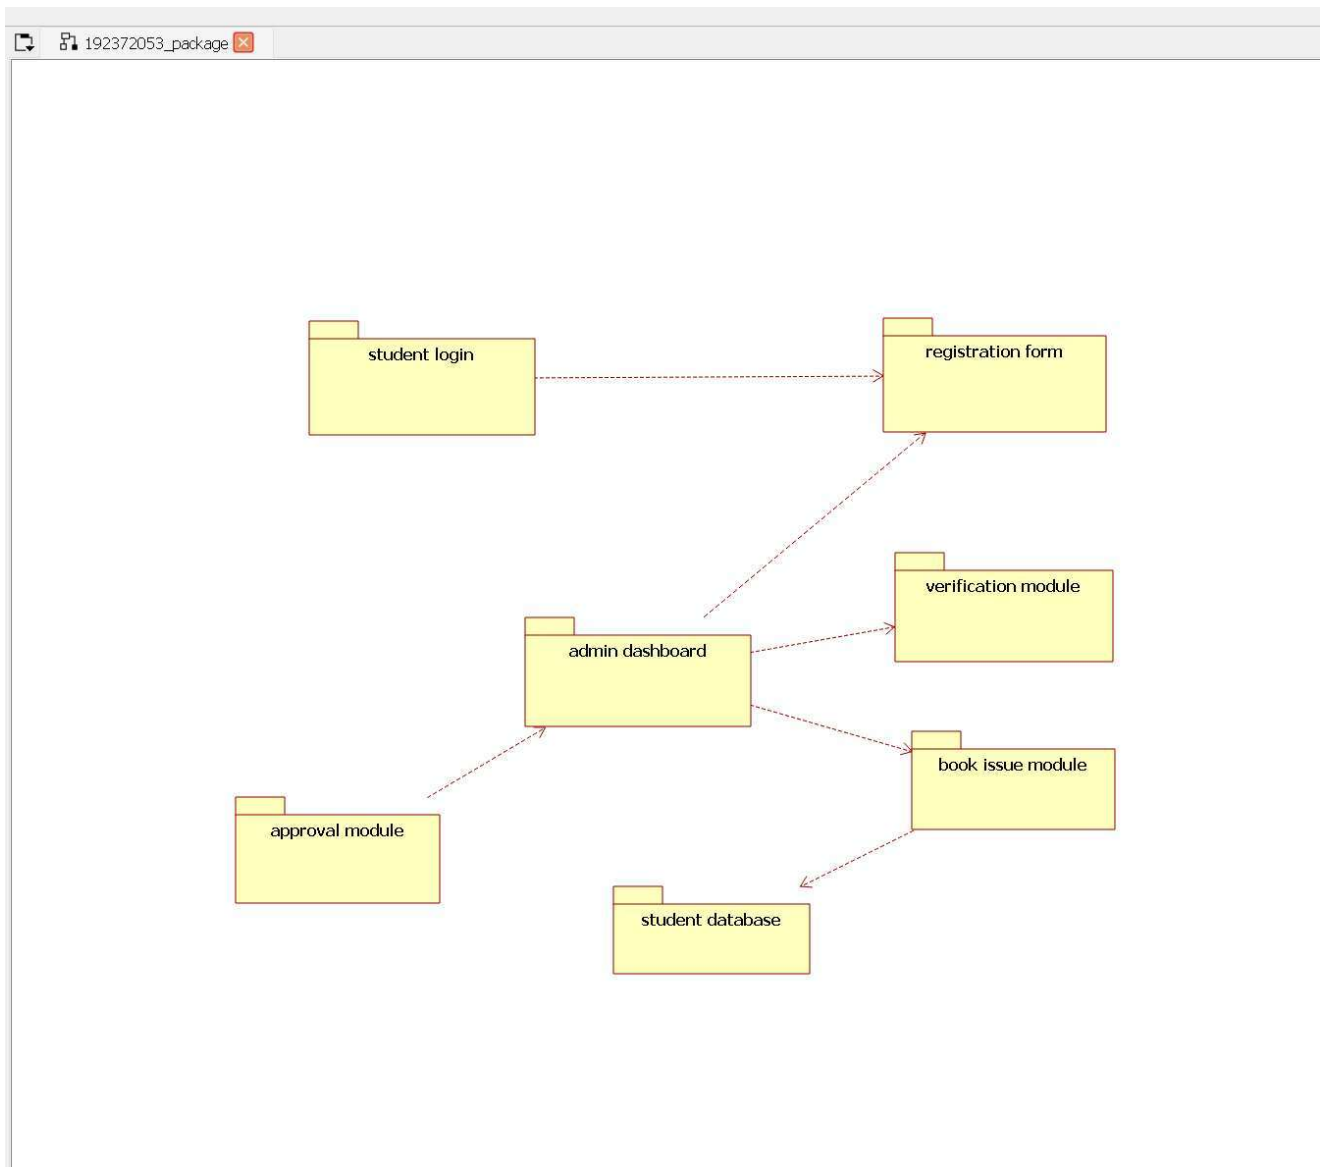 192372053_package
student login
registration form
verification module
admin dashboard
book issue module
approval module
student database